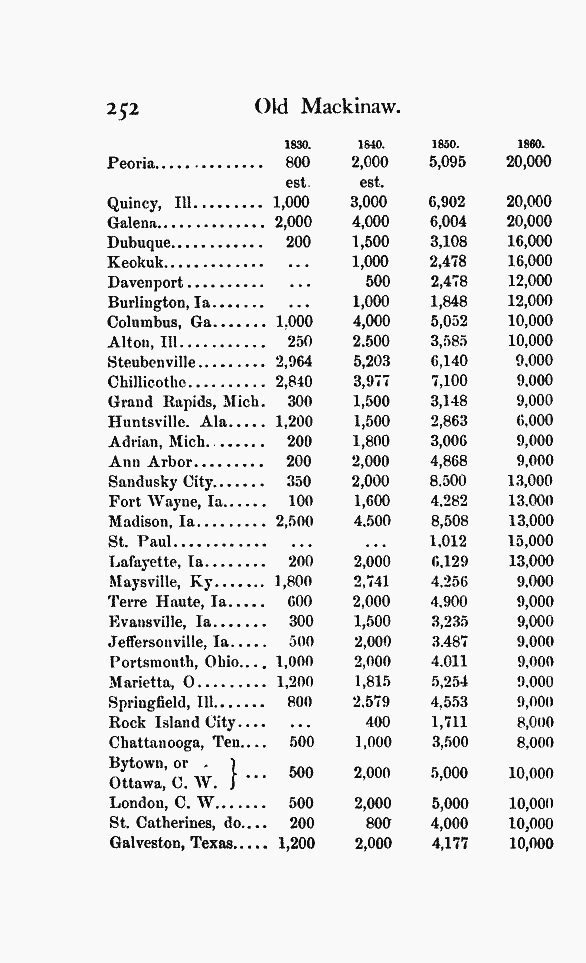 252 Old Mackinaw.
1830. 1840. 1850. 1860.
Peoria.............. 800 2,000 5,095 20,000
est. est.
Quincy, Ill......... 1,000 3,000 6,902 20,000
Galena.............. 2,000 4,000 6,004 20,000
Dubuque............ 200 1,500 3,108 16,000
Keokuk............. ... 1,000 2,478 16,000
Davenport.......... ... 500 2,478 12,000
Burlington, Ia....... ... 1,000 1,848 12,000
Columbus, Ga....... 1,000 4,000 5,052 10,000
Alton, Ill........... 250 2.500 3,585 10,000
Steubenville......... 2,964 5,203 6,140 9,000
Chillicothe.......... 2,840 3,977 7,100 9,000
Grand Rapids, Mich. 300 1,500 3,148 9,000
Huntsville. Ala..... 1,200 1,500 2,863 6,000
Adrian, Mich........ 200 1,800 3,006 9,000
Ann Arbor......... 200 2,000 4,868 9,000
Sandusky City....... 350 2,000 8.500 13,000
Fort Wayne, Ia...... 100 1,600 4.282 13.000
Madison, Ia......... 2,500 4.500 8,508 13,000
St. Paul............ ... ... 1,012 15,000
Lafayette, Ia........ 200 2,000 6,129 13,000
Maysville, Ky....... 1,800 2,741 4,256 9,000
Terre Haute, Ia..... 600 2,000 4,900 9,000
Evansville, Ia....... 300 1,500 3,235 9,000
Jeffersonville, Ia..... 500 2,000 3.487 9,000
Portsmouth, Ohio.... 1,000 2,000 4.011 9,000
Marietta, O......... 1,200 1,815 5,254 9,000
Springfield, Ill....... 800 2.579 4,553 9,000
Rock Island City.... ... 400 1,711 8,000
Chattanooga, Ten.... 500 1,000 3,500 8,000
Bytown, or
Ottawa, C. W. } ... 500 2,000 5,000 10,000
London, C. W....... 500 2,000 5,000 10,000
St. Catherines, do.... 200 800 4,000 10,000
Galveston, Texas..... 1,200 2,000 4,177 10,000